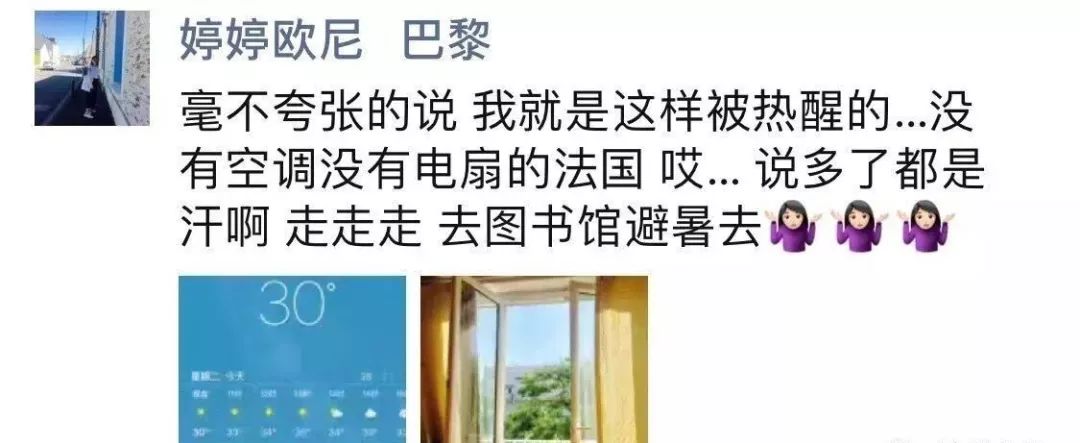 婷婷欧尼 巴黎
毫不夸张的说 我就是这样被热醒的...没
有空调没有电扇的法国 哎... 说多了都是
汗啊 走走走 去图书馆避暑去🤷🏻‍♀️🤷🏻‍♀️🤷🏻‍♀️
30°
星期二 今天
30° 33° 34° 36° 34° 34°